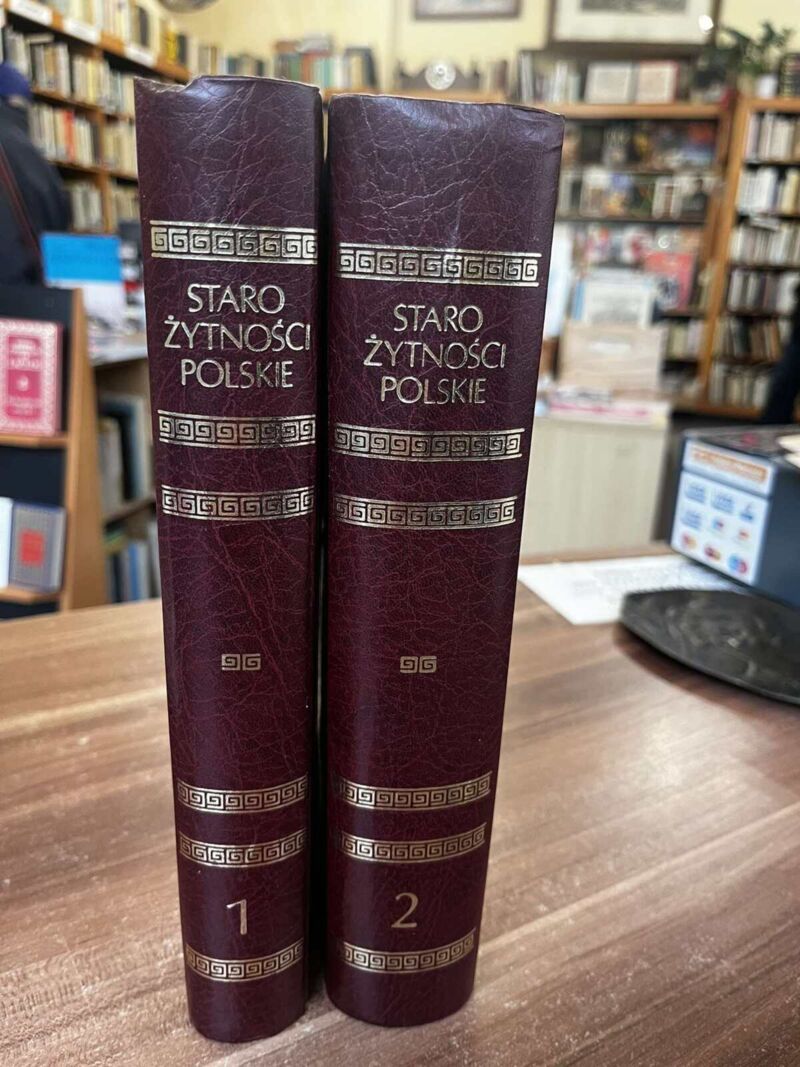 STARO
ŻYTNOŚCI
POLSKIE
1
STARO
ŻYTNOŚCI
POLSKIE
2